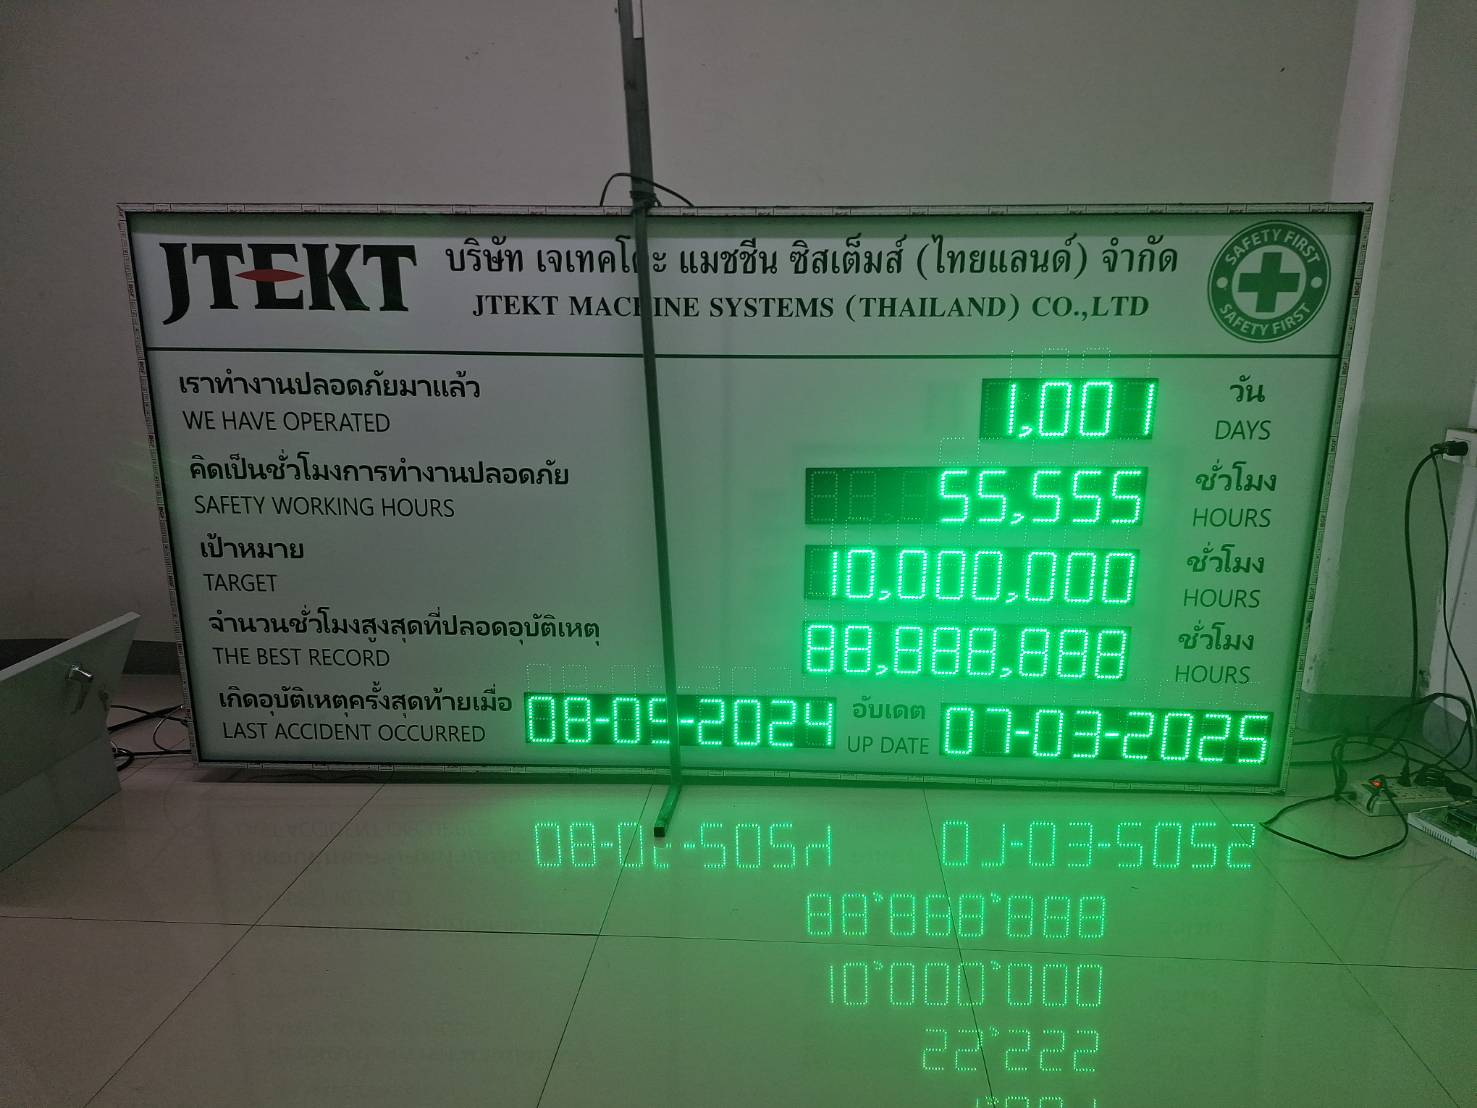 JTEKT
บริษัท เจเทคโตะ แมชชีน ซิสเต็มส์ (ไทยแลนด์) จำกัด
JTEKT MACHINE SYSTEMS (THAILAND) CO.,LTD
SAFETY FIRST
SAFETY FIRST
เราทำงานปลอดภัยมาแล้ว 1,001 วัน
WE HAVE OPERATED DAYS
คิดเป็นชั่วโมงการทำงานปลอดภัย 55,555 ชั่วโมง
SAFETY WORKING HOURS HOURS
เป้าหมาย 10,000,000 ชั่วโมง
TARGET HOURS
จำนวนชั่วโมงสูงสุดที่ปลอดอุบัติเหตุ 88,888,888 ชั่วโมง
THE BEST RECORD HOURS
เกิดอุบัติเหตุครั้งสุดท้ายเมื่อ 08-09-2024 อับเดต 07-03-2025
LAST ACCIDENT OCCURRED UP DATE